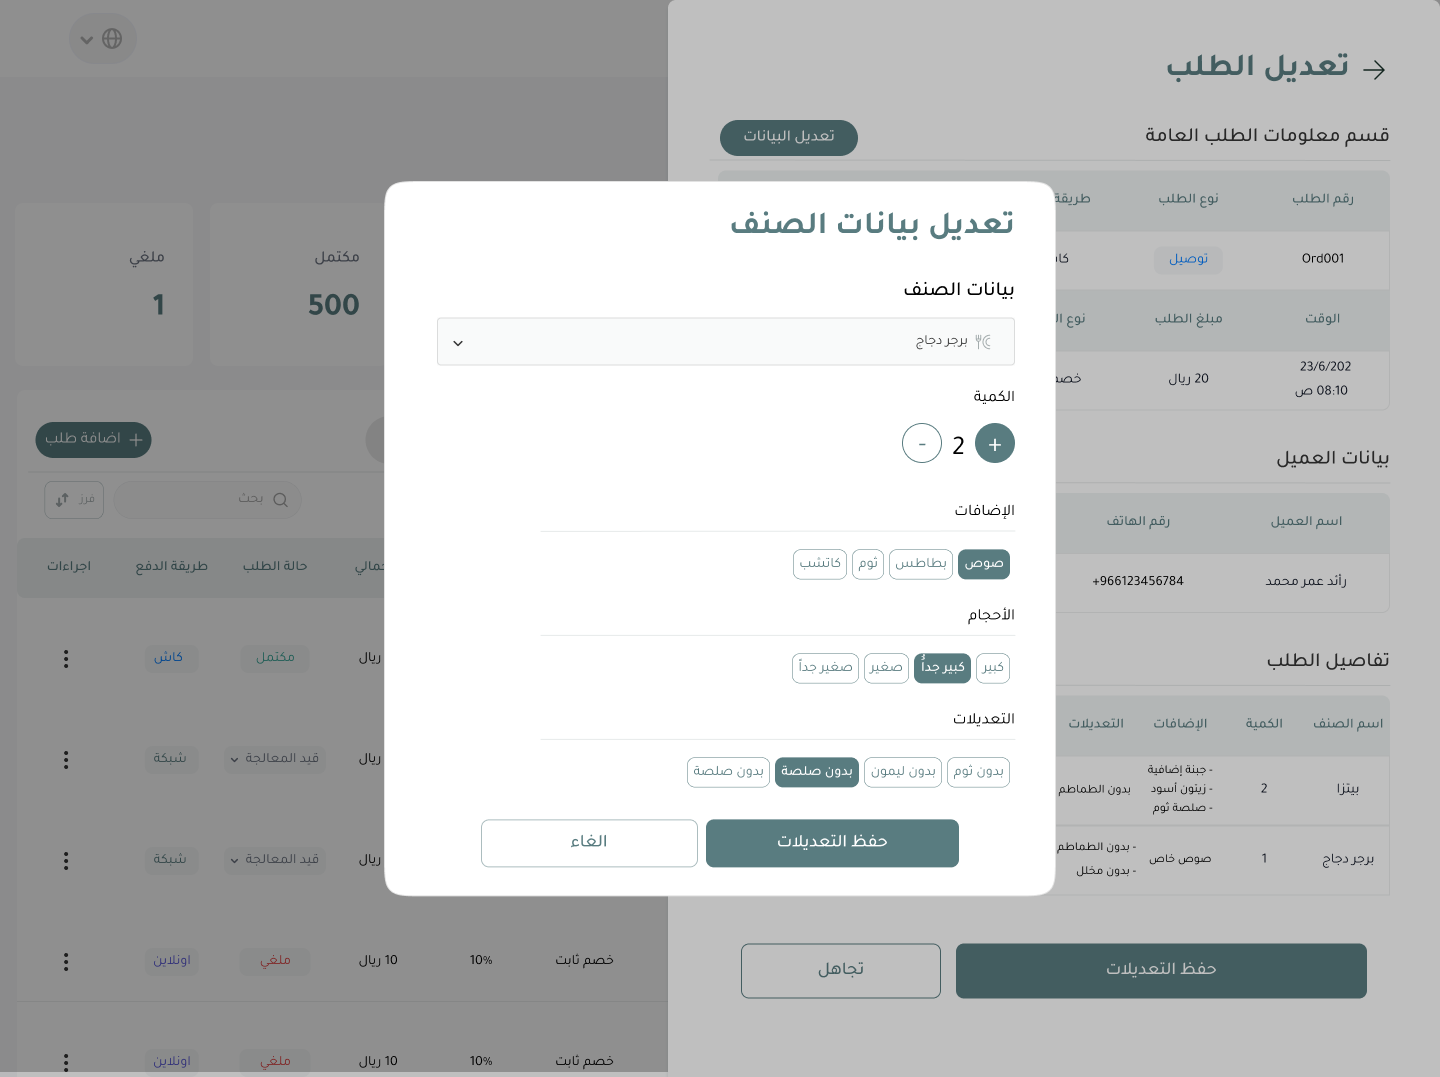 تعديل الطلب
قسم معلومات الطلب العامة
تعديل البيانات
رقم الطلب
نوع الطلب
Ord001
توصيل
الوقت
مبلغ الطلب
23/6/202
08:10 ص
20 ريال
بيانات العميل
اسم العميل
رقم الهاتف
رائد عمر محمد
+966123456784
تفاصيل الطلب
اسم الصنف
الكمية
الإضافات
التعديلات
بيتزا
2
- جبنة إضافية
- زيتون أسود
- صلصة ثوم
بدون الطماطم
برجر دجاج
1
صوص خاص
- بدون الطماطم
- بدون مخلل
حفظ التعديلات
تجاهل
تعديل بيانات الصنف
بيانات الصنف
برجر دجاج
الكمية
+ 2 -
الإضافات
صوص
بطاطس
ثوم
كاتشب
الأحجام
كبير
كبير جداً
صغير
صغير جداً
التعديلات
بدون ثوم
بدون ليمون
بدون صلصة
بدون صلصة
حفظ التعديلات
الغاء
مكتمل
500
ملغي
1
اضافة طلب
بحث
فرز
حالة الطلب
طريقة الدفع
اجراءات
ريال
مكتمل
كاش
ريال
قيد المعالجة
شبكة
ريال
قيد المعالجة
شبكة
خصم ثابت
10%
10 ريال
ملغي
اونلاين
خصم ثابت
10%
10 ريال
ملغي
اونلاين